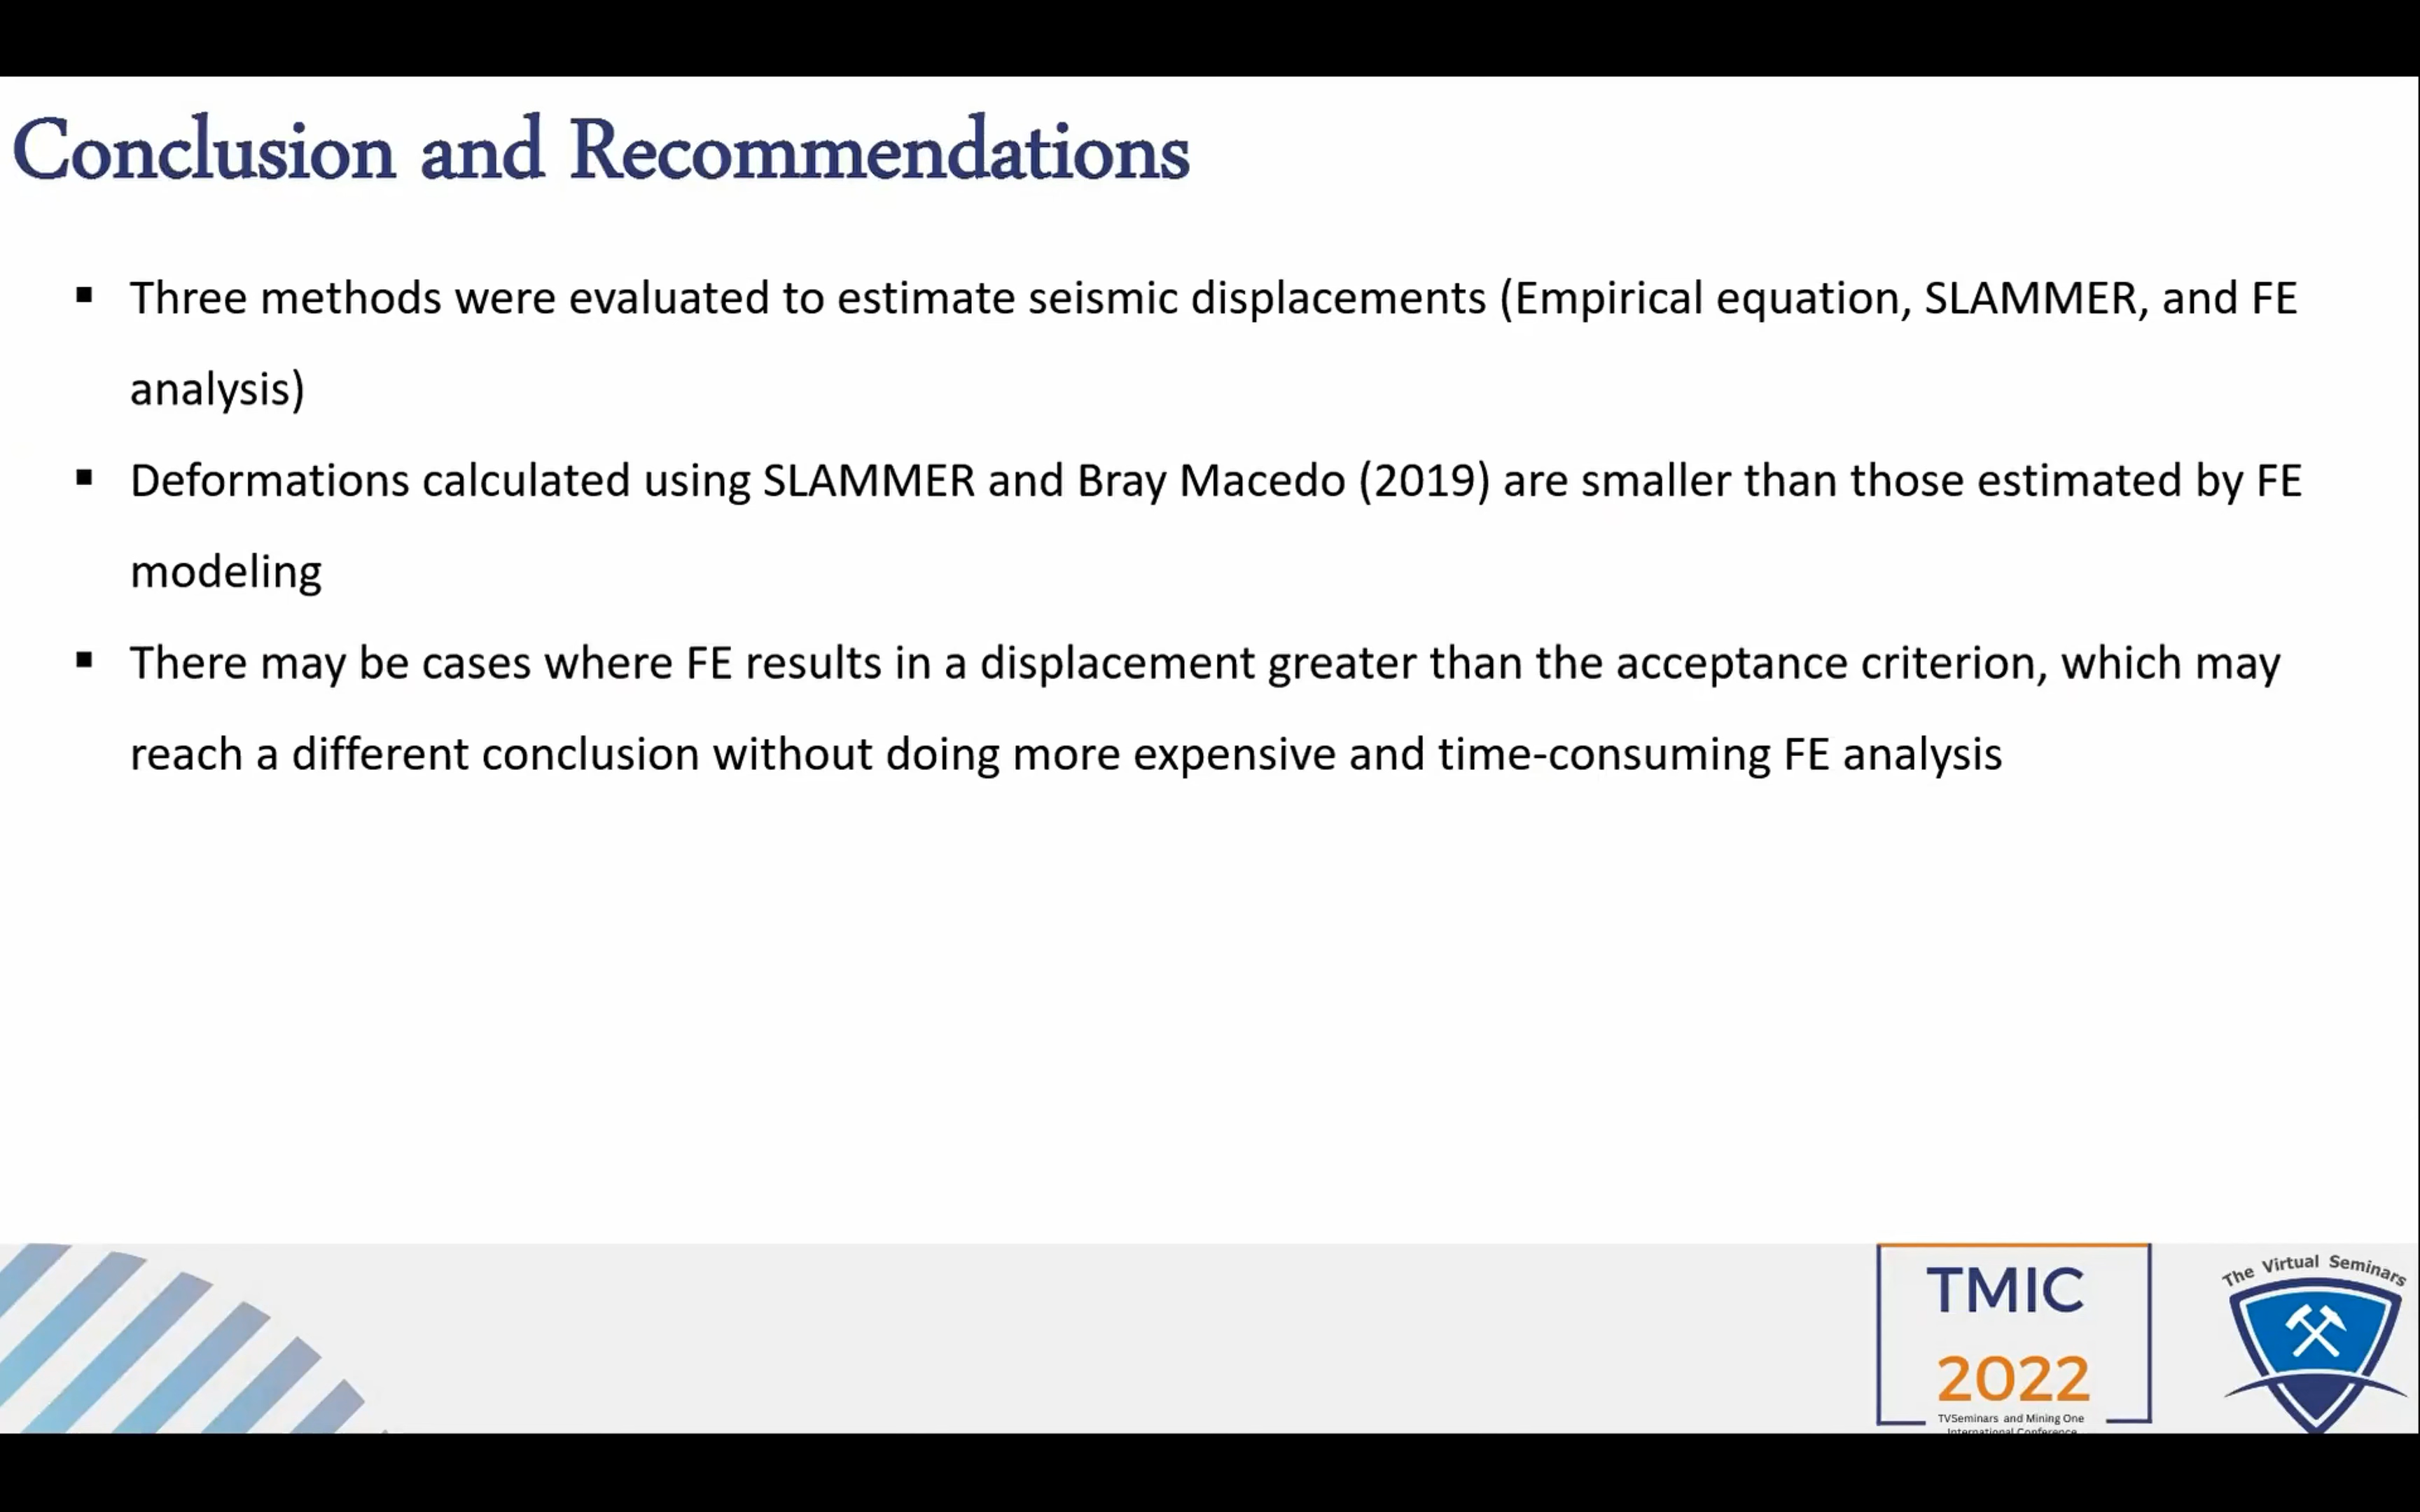 Conclusion and Recommendations
▪ Three methods were evaluated to estimate seismic displacements (Empirical equation, SLAMMER, and FE
analysis)
▪ Deformations calculated using SLAMMER and Bray Macedo (2019) are smaller than those estimated by FE
modeling
▪ There may be cases where FE results in a displacement greater than the acceptance criterion, which may
reach a different conclusion without doing more expensive and time-consuming FE analysis
TMIC
2022
TVSeminars and Mining One
International Conference
The Virtual Seminars